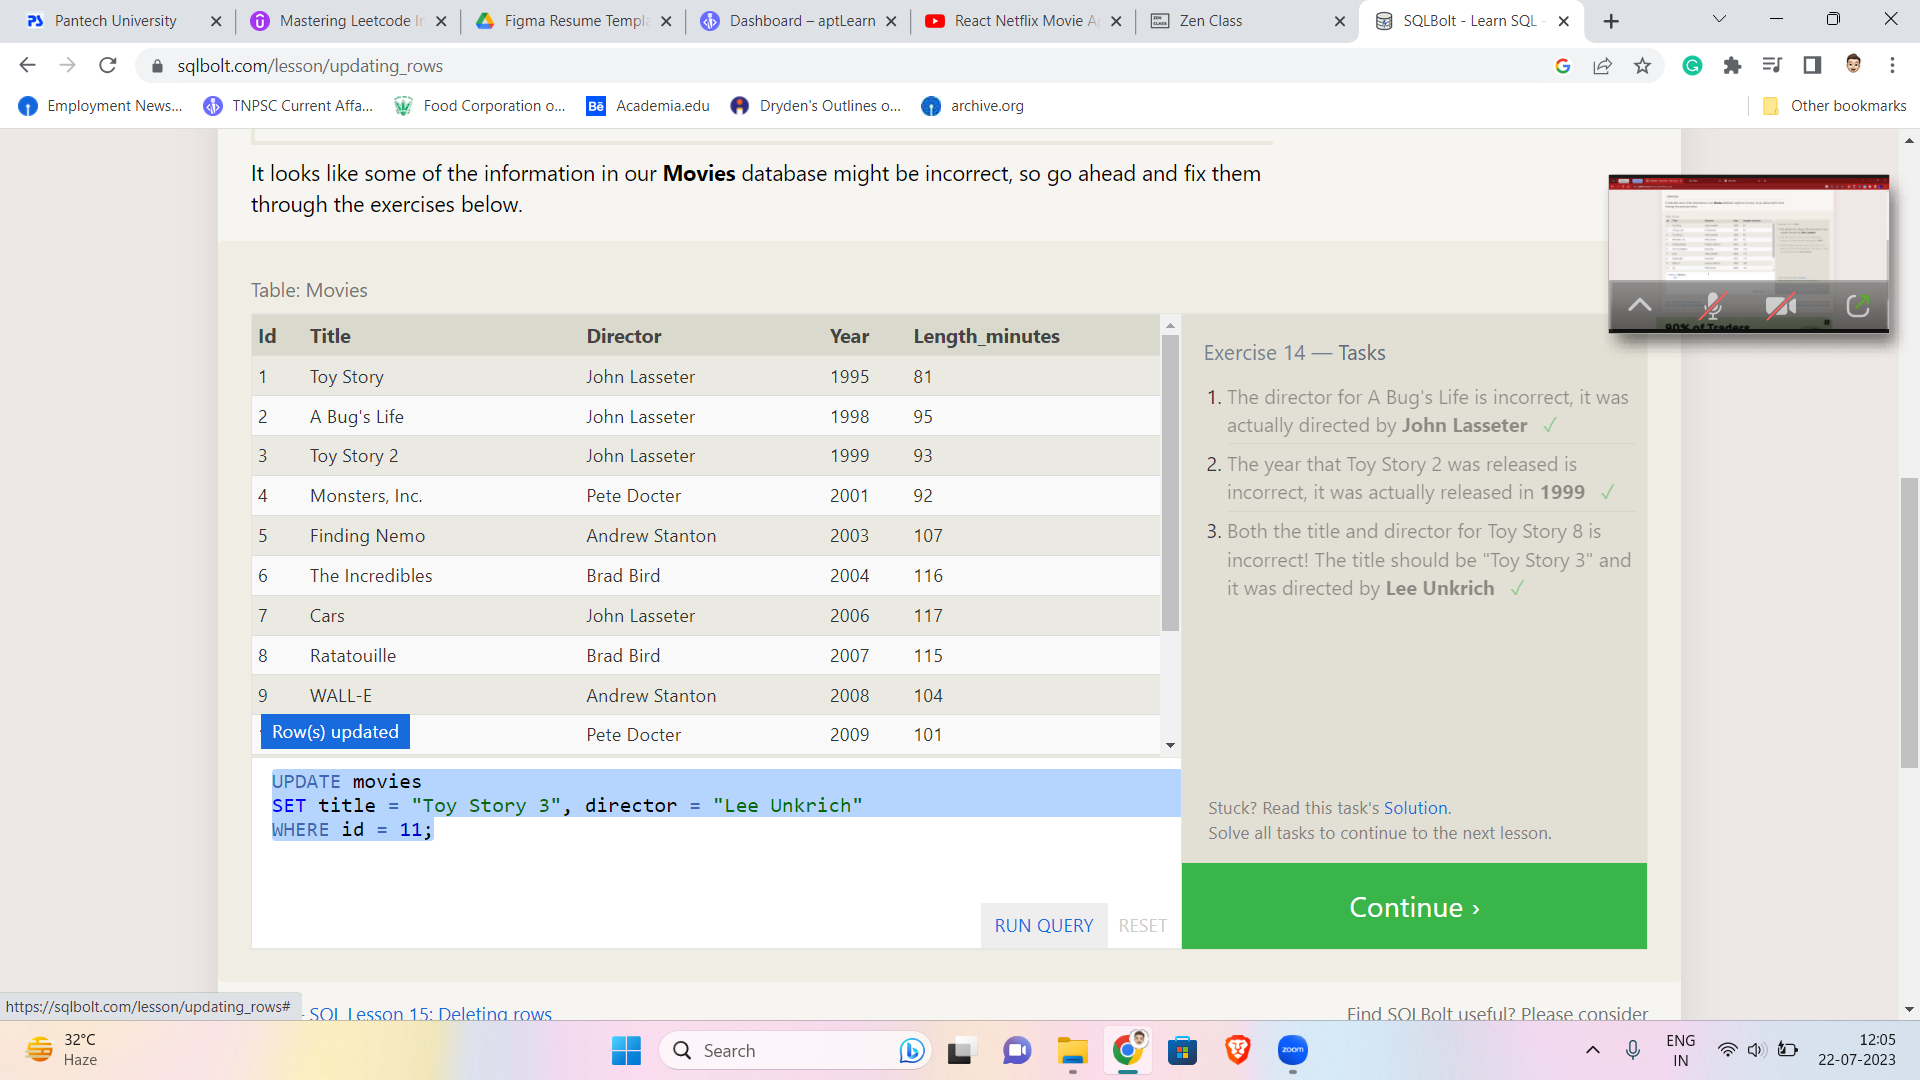 Pantech University
Mastering Leetcode In
Figma Resume Templa
Dashboard – aptLearn
React Netflix Movie A
Zen Class
SQLBolt - Learn SQL -
sqlbolt.com/lesson/updating_rows
Employment News...
TNPSC Current Affa...
Food Corporation o...
Bē Academia.edu
Dryden's Outlines o...
archive.org
Other bookmarks
It looks like some of the information in our Movies database might be incorrect, so go ahead and fix them
through the exercises below.
Table: Movies
Id Title Director Year Length_minutes
1 Toy Story John Lasseter 1995 81
2 A Bug's Life John Lasseter 1998 95
3 Toy Story 2 John Lasseter 1999 93
4 Monsters, Inc. Pete Docter 2001 92
5 Finding Nemo Andrew Stanton 2003 107
6 The Incredibles Brad Bird 2004 116
7 Cars John Lasseter 2006 117
8 Ratatouille Brad Bird 2007 115
9 WALL-E Andrew Stanton 2008 104
Pete Docter 2009 101
Row(s) updated
UPDATE movies
SET title = "Toy Story 3", director = "Lee Unkrich"
WHERE id = 11;
RUN QUERY RESET
90% of Traders
Exercise 14 — Tasks
1. The director for A Bug's Life is incorrect, it was
actually directed by John Lasseter ✓
2. The year that Toy Story 2 was released is
incorrect, it was actually released in 1999 ✓
3. Both the title and director for Toy Story 8 is
incorrect! The title should be "Toy Story 3" and
it was directed by Lee Unkrich ✓
Stuck? Read this task's Solution.
Solve all tasks to continue to the next lesson.
Continue ›
https://sqlbolt.com/lesson/updating_rows#
SQL Lesson 15: Deleting rows
Find SQLBolt useful? Please consider
32°C
Haze
Search
zoom
ENG
IN
12:05
22-07-2023